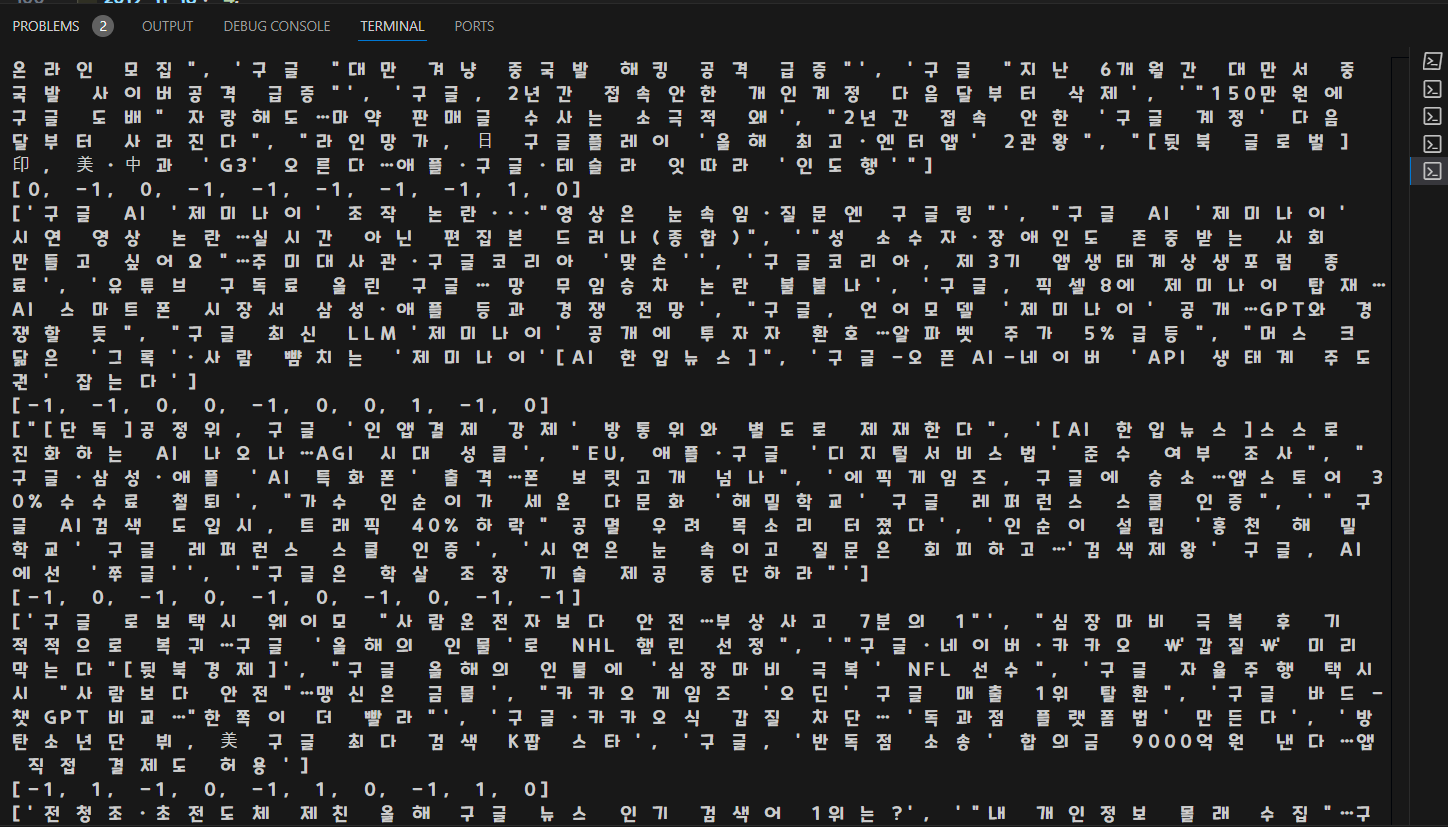 PROBLEMS 2 OUTPUT DEBUG CONSOLE TERMINAL PORTS
온라인 모집", '구글 "대만 겨냥 중국발 해킹 공격 급증"', '구글 "지난 6개월간 대만서 중
국발 사이버공격 급증"', '구글, 2년간 접속안한 개인계정 다음달부터 삭제', '"150만원에
구글 도배" 자랑해도…마약 판매글 수사는 소극적 왜', "2년간 접속 안한 '구글 계정' 다음
달부터 사라진다", "라인망가, 日 구글플레이 '올해 최고·엔터앱' 2관왕", "[뒷북 글로벌]
印, 美·中과 'G3' 오른다…애플·구글·테슬라 잇따라 '인도행'"]
[0, -1, 0, -1, -1, -1, -1, -1, 1, 0]
['구글 AI '제미나이' 조작 논란···"영상은 눈속임·질문엔 구글링"', "구글 AI '제미나이'
시연 영상 논란…실시간 아닌 편집본 드러나(종합)", '"성소수자·장애인도 존중받는 사회
만들고 싶어요"…주미대사관·구글코리아 '맞손'', '구글코리아, 제3기 앱생태계상생포럼 종
료', '유튜브 구독료 올린 구글… 망 무임승차 논란 불붙나', '구글, 픽셀8에 제미나이 탑재…
AI 스마트폰 시장서 삼성·애플 등과 경쟁 전망', "구글, 언어모델 '제미나이' 공개…GPT와 경
쟁할 듯", "구글 최신 LLM '제미나이' 공개에 투자자 환호…알파벳 주가 5%급등", "머스크
닮은 '그록'·사람 뺨치는 '제미나이'[AI 한입뉴스]", '구글-오픈AI-네이버 'API 생태계 주도
권' 잡는다']
[-1, -1, 0, 0, -1, 0, 0, 1, -1, 0]
["[단독]공정위, 구글 '인앱결제 강제' 방통위와 별도로 제재한다", '[AI 한입뉴스]스스로
진화하는 AI 나오나…AGI 시대 성큼', "EU, 애플·구글 '디지털서비스법' 준수 여부 조사", "
구글·삼성·애플 'AI 특화폰' 출격…폰 보릿고개 넘나", '에픽게임즈, 구글에 승소…앱스토어 3
0% 수수료 철퇴', "가수 인순이가 세운 다문화 '해밀학교' 구글 레퍼런스 스쿨 인증", '"구
글 AI검색 도입시, 트래픽 40%하락" 공멸 우려 목소리 터졌다', '인순이 설립 '홍천 해밀
학교' 구글 레퍼런스 스쿨 인증', '시연은 눈 속이고 질문은 회피하고…'검색제왕' 구글, AI
에선 '쭈글'', '"구글은 학살 조장 기술 제공 중단하라"']
[-1, 0, -1, 0, -1, 0, -1, 0, -1, -1]
['구글 로보택시 웨이모 "사람운전자보다 안전…부상사고 7분의 1"', "심장마비 극복 후 기
적적으로 복귀…구글 '올해의 인물'로 NHL 햄린 선정", '"구글·네이버·카카오 ₩'갑질₩' 미리
막는다"[뒷북경제]', "구글 올해의 인물에 '심장마비 극복' NFL 선수", '구글 자율주행 택시
시 "사람보다 안전"…맹신은 금물', "카카오게임즈 '오딘' 구글 매출 1위 탈환", '구글 바드-
챗GPT 비교…"한쪽이 더 빨라"', '구글·카카오식 갑질 차단…'독과점 플랫폼법' 만든다', '방
탄소년단 뷔, 美 구글 최다 검색 K팝 스타', '구글, '반독점 소송' 합의금 9000억원 낸다…앱
직접 결제도 허용']
[-1, -1, -1, 0, -1, 1, 0, -1, 1, 0]
['전청조·초전도체 제친 올해 구글 뉴스 인기 검색어 1위는?', '"내 개인정보 몰래 수집"…구